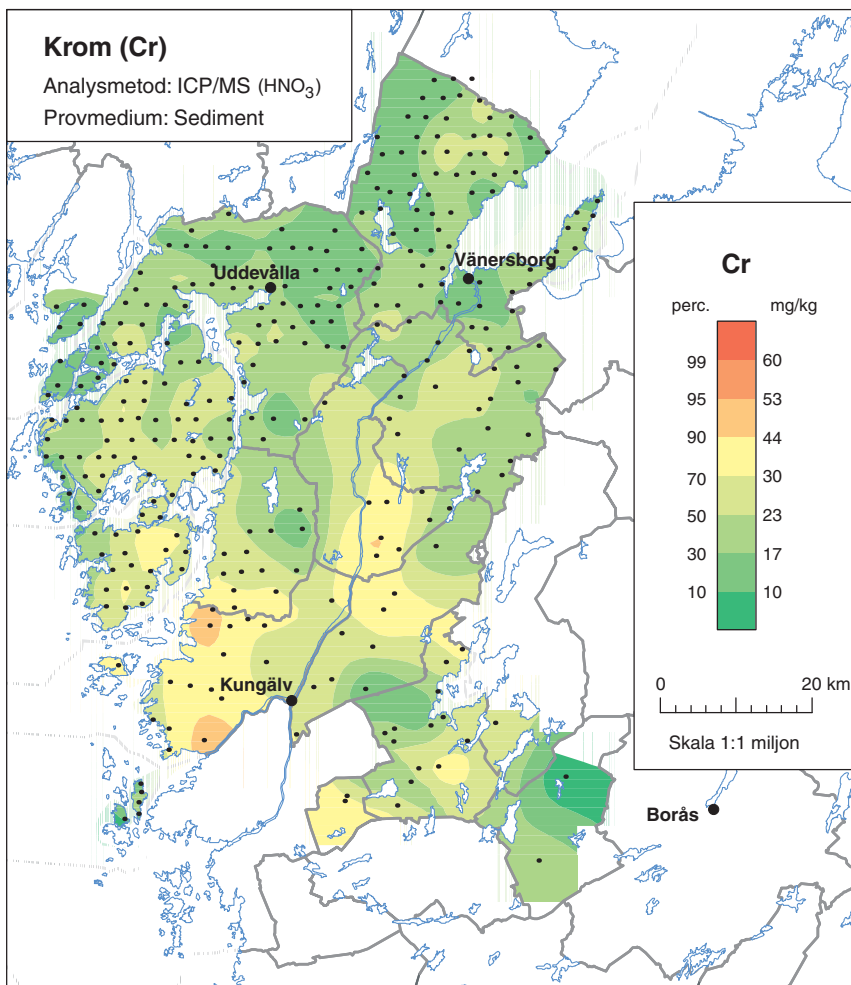 Krom (Cr)
Analysmetod: ICP/MS (HNO₃)
Provmedium: Sediment
Uddevalla
Vänersborg
Kungälv
Borås
Cr
perc. mg/kg
99 60
95 53
90 44
70 30
50 23
30 17
10 10
0 20 km
Skala 1:1 miljon